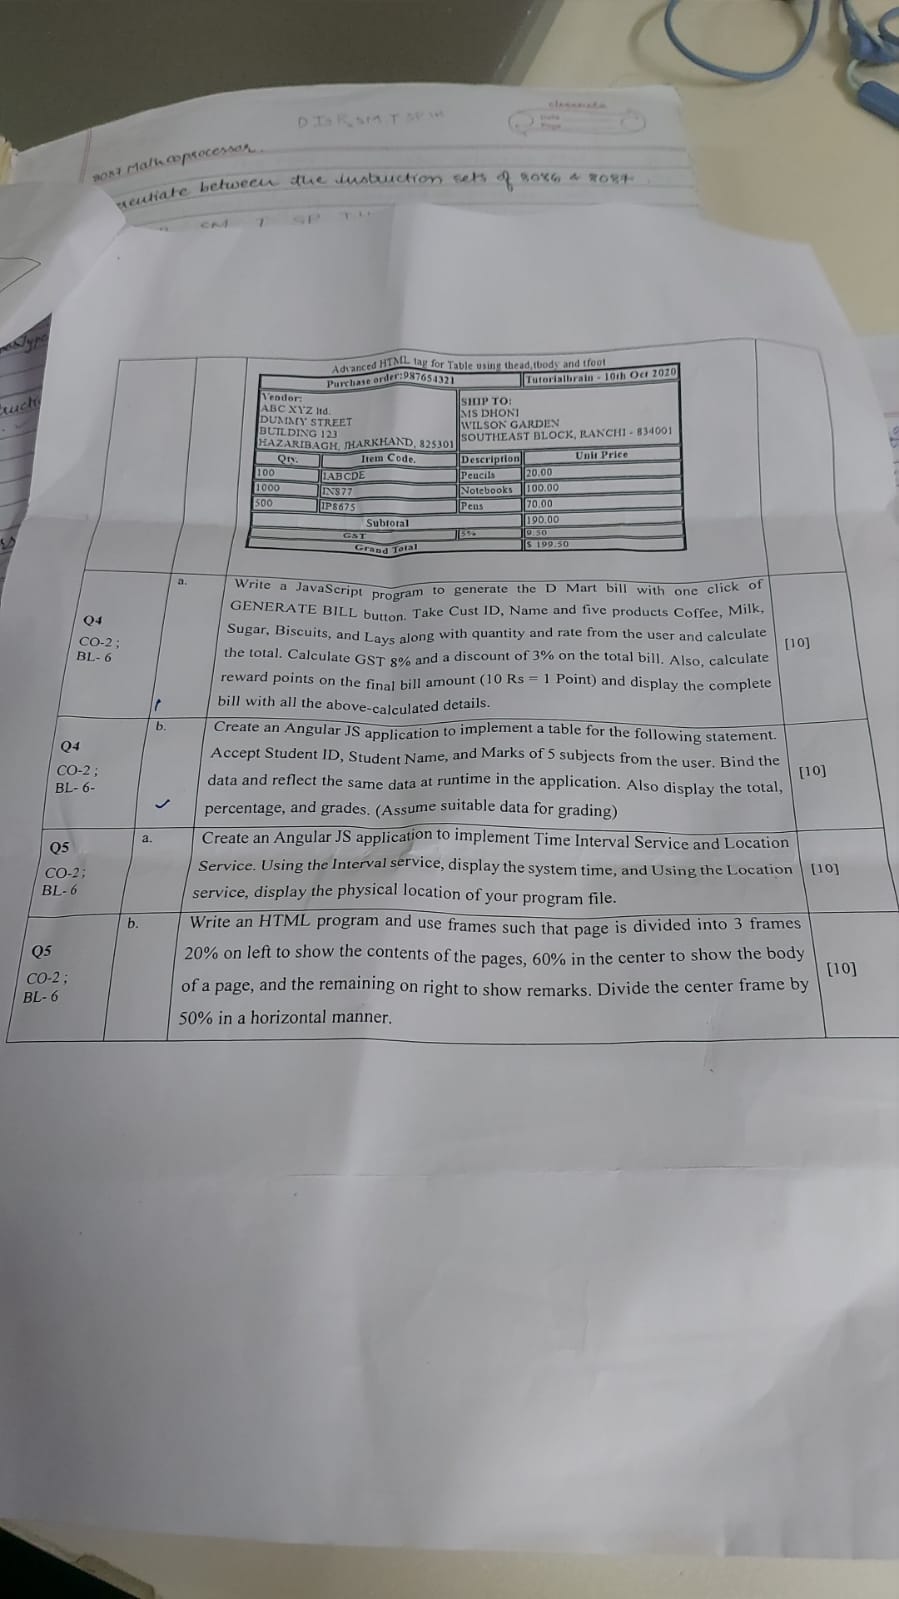 classmate
Date
Page
8087 Math coprocessor.
between the instruction sets of 8086 & 8087
Advanced HTML tag for Table using thead,tbody and tfoot
Purchase order:987654321 Tutorialbrain - 10th Oct 2020
Vendor:
ABC XYZ ltd.
DUMMY STREET
BUILDING 123
HAZARIBAGH, JHARKHAND, 825301
SHIP TO:
MS DHONI
WILSON GARDEN
SOUTHEAST BLOCK, RANCHI - 834001
Qty. Item Code. Description Unit Price
100 1ABCDE Pencils 20.00
1000 INS77 Notebooks 100.00
500 IP8675 Pens 70.00
Subtotal 190.00
GST 5% 9.50
Grand Total $ 199.50
Q4
CO-2 ;
BL- 6
a.
Write a JavaScript program to generate the D Mart bill with one click of
GENERATE BILL button. Take Cust ID, Name and five products Coffee, Milk,
Sugar, Biscuits, and Lays along with quantity and rate from the user and calculate
the total. Calculate GST 8% and a discount of 3% on the total bill. Also, calculate
reward points on the final bill amount (10 Rs = 1 Point) and display the complete
bill with all the above-calculated details.
[10]
Q4
CO-2 ;
BL- 6-
b.
Create an Angular JS application to implement a table for the following statement.
Accept Student ID, Student Name, and Marks of 5 subjects from the user. Bind the
data and reflect the same data at runtime in the application. Also display the total,
percentage, and grades. (Assume suitable data for grading)
[10]
Q5
CO-2;
BL- 6
a.
Create an Angular JS application to implement Time Interval Service and Location
Service. Using the Interval service, display the system time, and Using the Location
service, display the physical location of your program file.
[10]
Q5
CO-2 ;
BL- 6
b.
Write an HTML program and use frames such that page is divided into 3 frames
20% on left to show the contents of the pages, 60% in the center to show the body
of a page, and the remaining on right to show remarks. Divide the center frame by
50% in a horizontal manner.
[10]